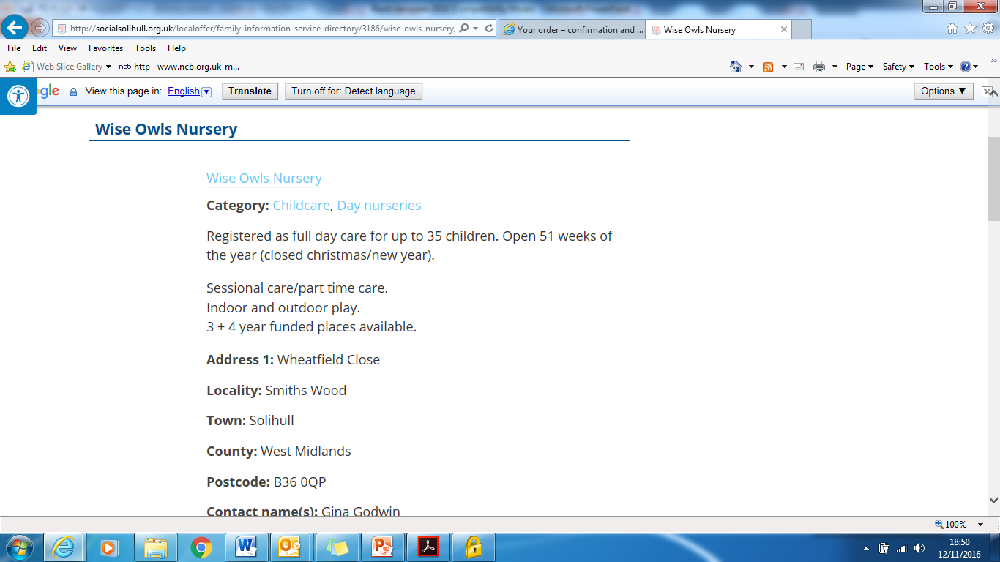 http://socialsolihull.org.uk/localoffer/family-information-service-directory/3186/wise-owls-nursery/
Your order – confirmation and ...
Wise Owls Nursery
File Edit View Favorites Tools Help
Web Slice Gallery
ncb http--www.ncb.org.uk-m...
Page Safety Tools
View this page in: English Translate Turn off for: Detect language Options ▼
Wise Owls Nursery
Wise Owls Nursery
Category: Childcare, Day nurseries
Registered as full day care for up to 35 children. Open 51 weeks of
the year (closed christmas/new year).
Sessional care/part time care.
Indoor and outdoor play.
3 + 4 year funded places available.
Address 1: Wheatfield Close
Locality: Smiths Wood
Town: Solihull
County: West Midlands
Postcode: B36 0QP
Contact name(s): Gina Godwin
100%
18:50
12/11/2016